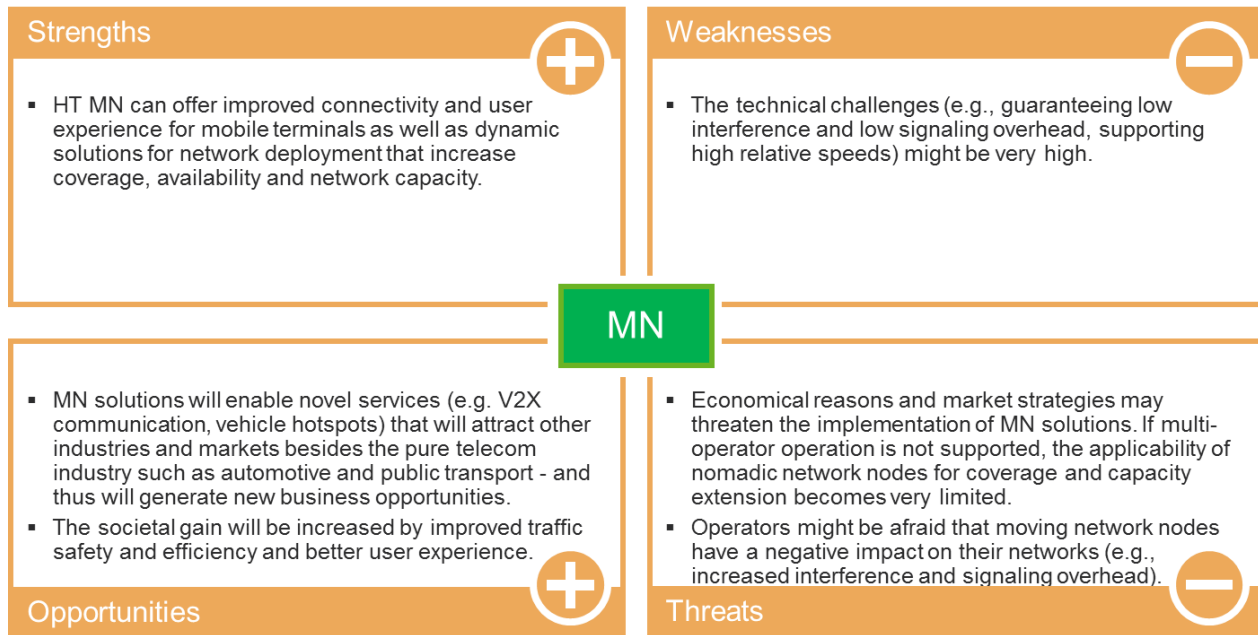 Strengths
▪ HT MN can offer improved connectivity and user
experience for mobile terminals as well as dynamic
solutions for network deployment that increase
coverage, availability and network capacity.
Weaknesses
▪ The technical challenges (e.g., guaranteeing low
interference and low signaling overhead, supporting
high relative speeds) might be very high.
MN
▪ MN solutions will enable novel services (e.g. V2X
communication, vehicle hotspots) that will attract other
industries and markets besides the pure telecom
industry such as automotive and public transport - and
thus will generate new business opportunities.
▪ The societal gain will be increased by improved traffic
safety and efficiency and better user experience.
Opportunities
▪ Economical reasons and market strategies may
threaten the implementation of MN solutions. If multi-
operator operation is not supported, the applicability of
nomadic network nodes for coverage and capacity
extension becomes very limited.
▪ Operators might be afraid that moving network nodes
have a negative impact on their networks (e.g.,
increased interference and signaling overhead).
Threats